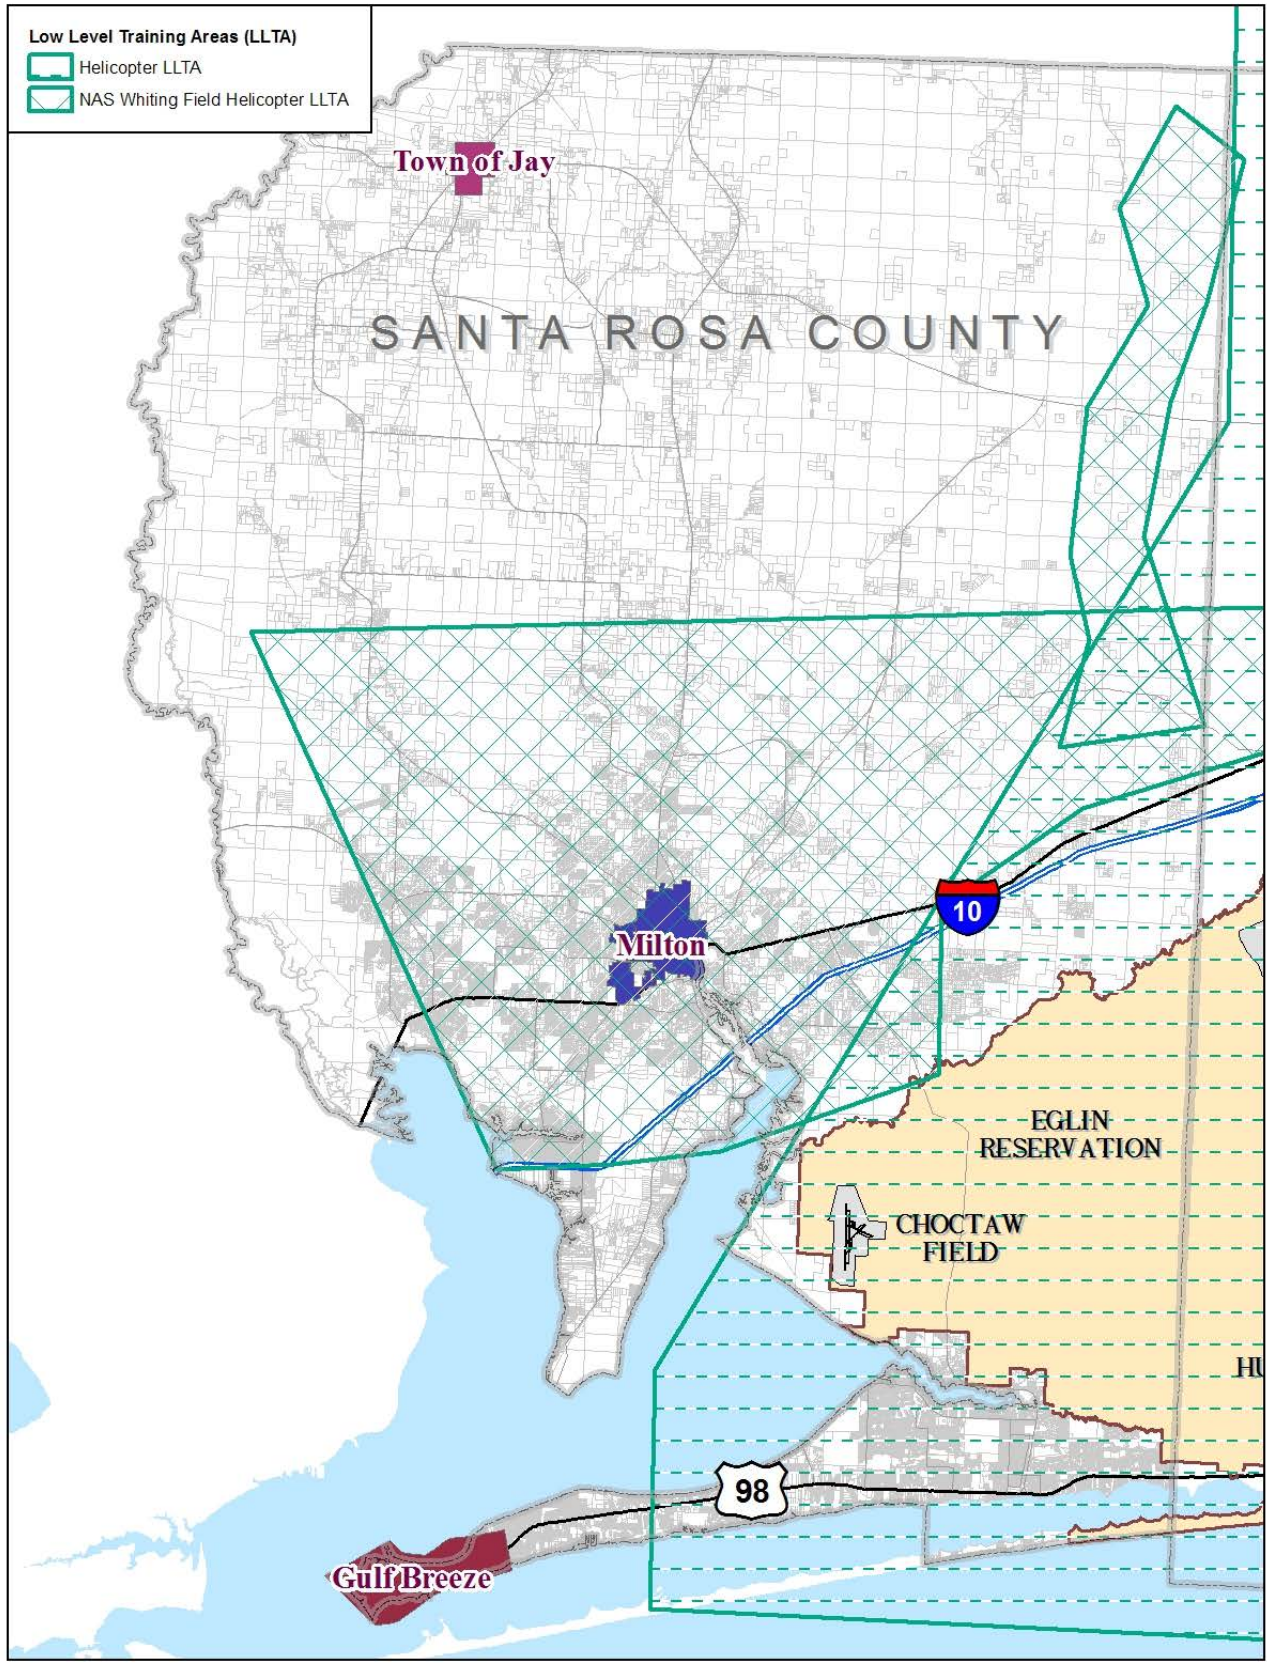 Low Level Training Areas (LLTA)
Helicopter LLTA
NAS Whiting Field Helicopter LLTA
Town of Jay
SANTA ROSA COUNTY
10
Milton
EGLIN
RESERVATION
CHOCTAW
FIELD
HU
98
Gulf Breeze